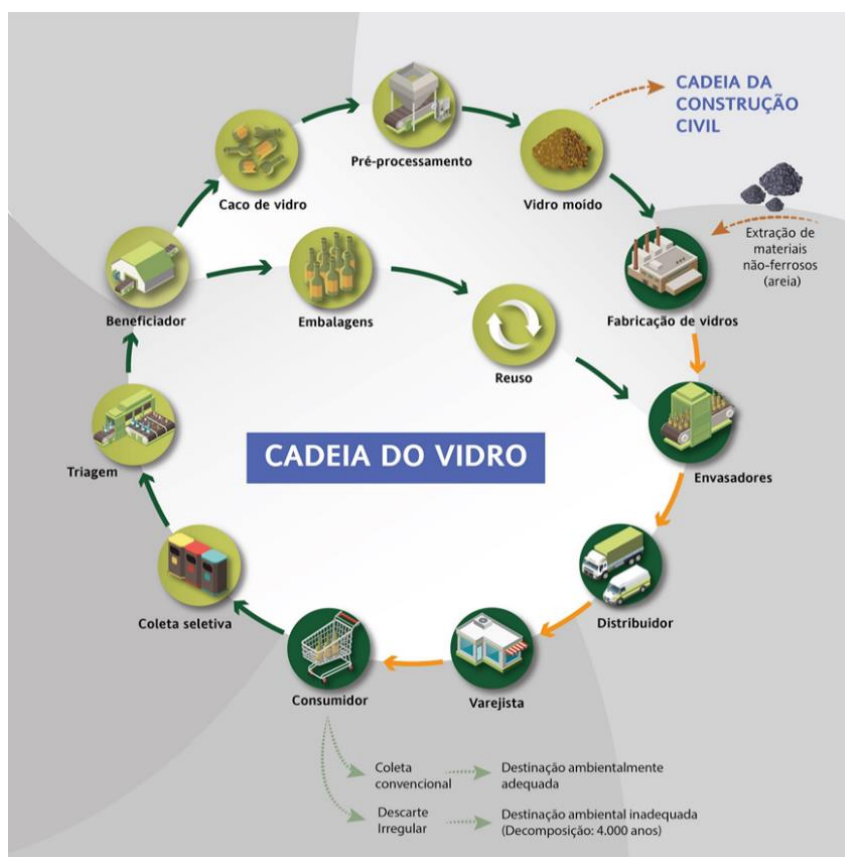 CADEIA DA
CONSTRUÇÃO
CIVIL
Pré-processamento
Caco de vidro
Vidro moído
Extração de
materiais
não-ferrosos
(areia)
Beneficiador
Embalagens
Fabricação de vidros
Reuso
CADEIA DO VIDRO
Triagem
Envasadores
Coleta seletiva
Distribuidor
Consumidor
Varejista
Coleta
convencional
Destinação ambientalmente
adequada
Descarte
Irregular
Destinação ambiental inadequada
(Decomposição: 4.000 anos)